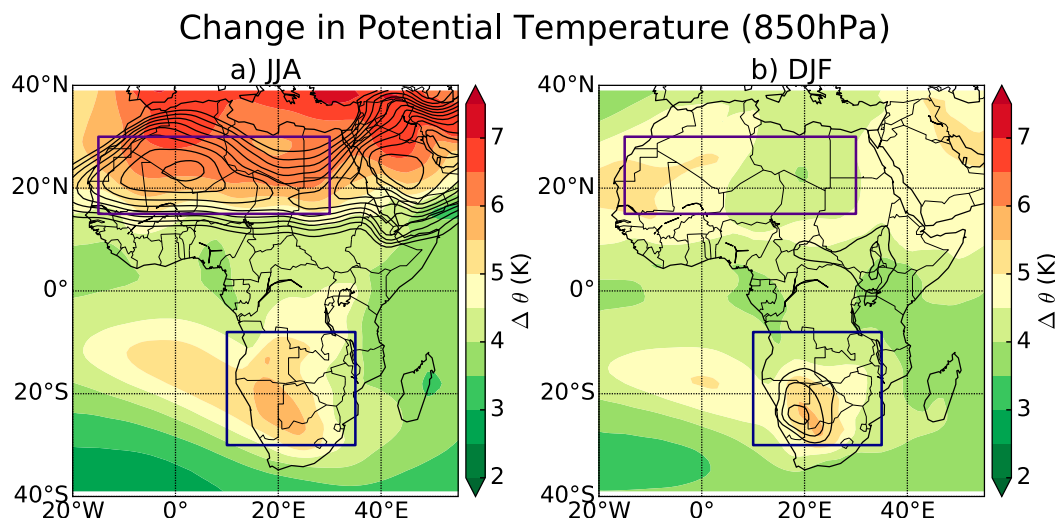 Change in Potential Temperature (850hPa)
a) JJA
b) DJF
40°N
20°N
0°
20°S
40°S
20°W 0° 20°E 40°E
7
6
5
4
3
2
Δ θ (K)
40°N
20°N
0°
20°S
40°S
20°W 0° 20°E 40°E
7
6
5
4
3
2
Δ θ (K)